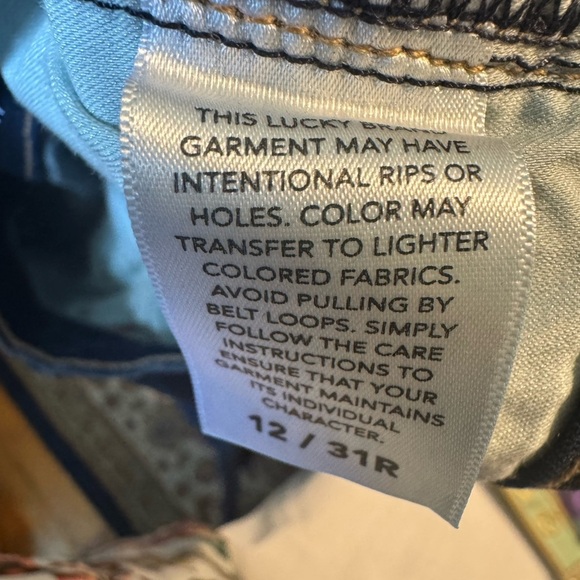 THIS LUCKY BRAND
GARMENT MAY HAVE
INTENTIONAL RIPS OR
HOLES. COLOR MAY
TRANSFER TO LIGHTER
COLORED FABRICS.
AVOID PULLING BY
BELT LOOPS. SIMPLY
FOLLOW THE CARE
INSTRUCTIONS TO
ENSURE THAT YOUR
GARMENT MAINTAINS
ITS INDIVIDUAL
CHARACTER.
12 / 31R